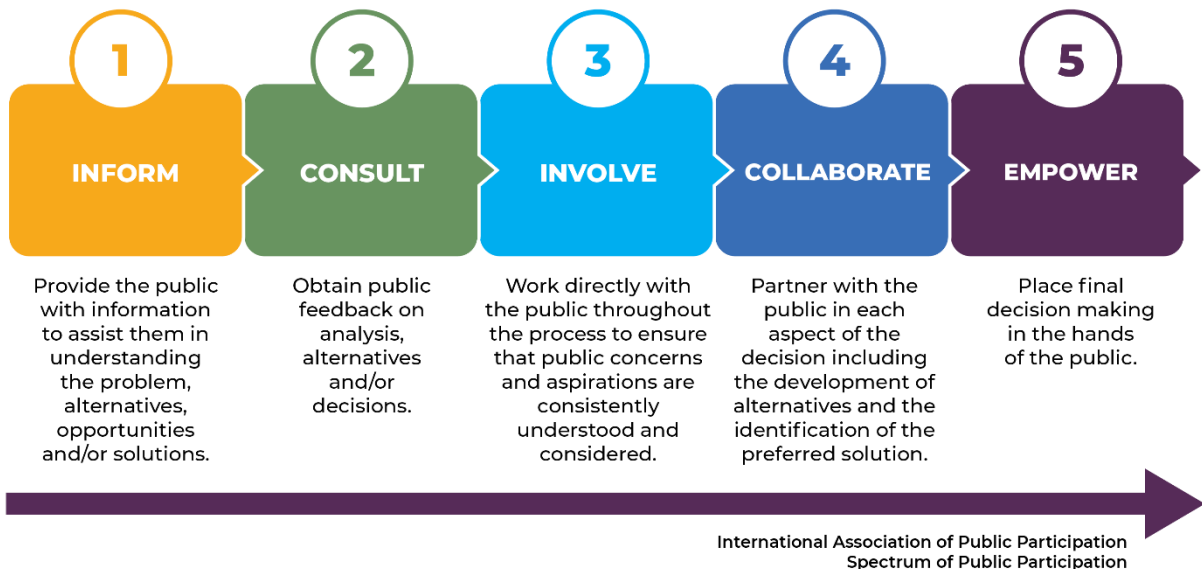 1
INFORM
Provide the public
with information
to assist them in
understanding
the problem,
alternatives,
opportunities
and/or solutions.
2
CONSULT
Obtain public
feedback on
analysis,
alternatives
and/or
decisions.
3
INVOLVE
Work directly with
the public throughout
the process to ensure
that public concerns
and aspirations are
consistently
understood and
considered.
4
COLLABORATE
Partner with the
public in each
aspect of the
decision including
the development of
alternatives and the
identification of the
preferred solution.
5
EMPOWER
Place final
decision making
in the hands
of the public.
International Association of Public Participation
Spectrum of Public Participation